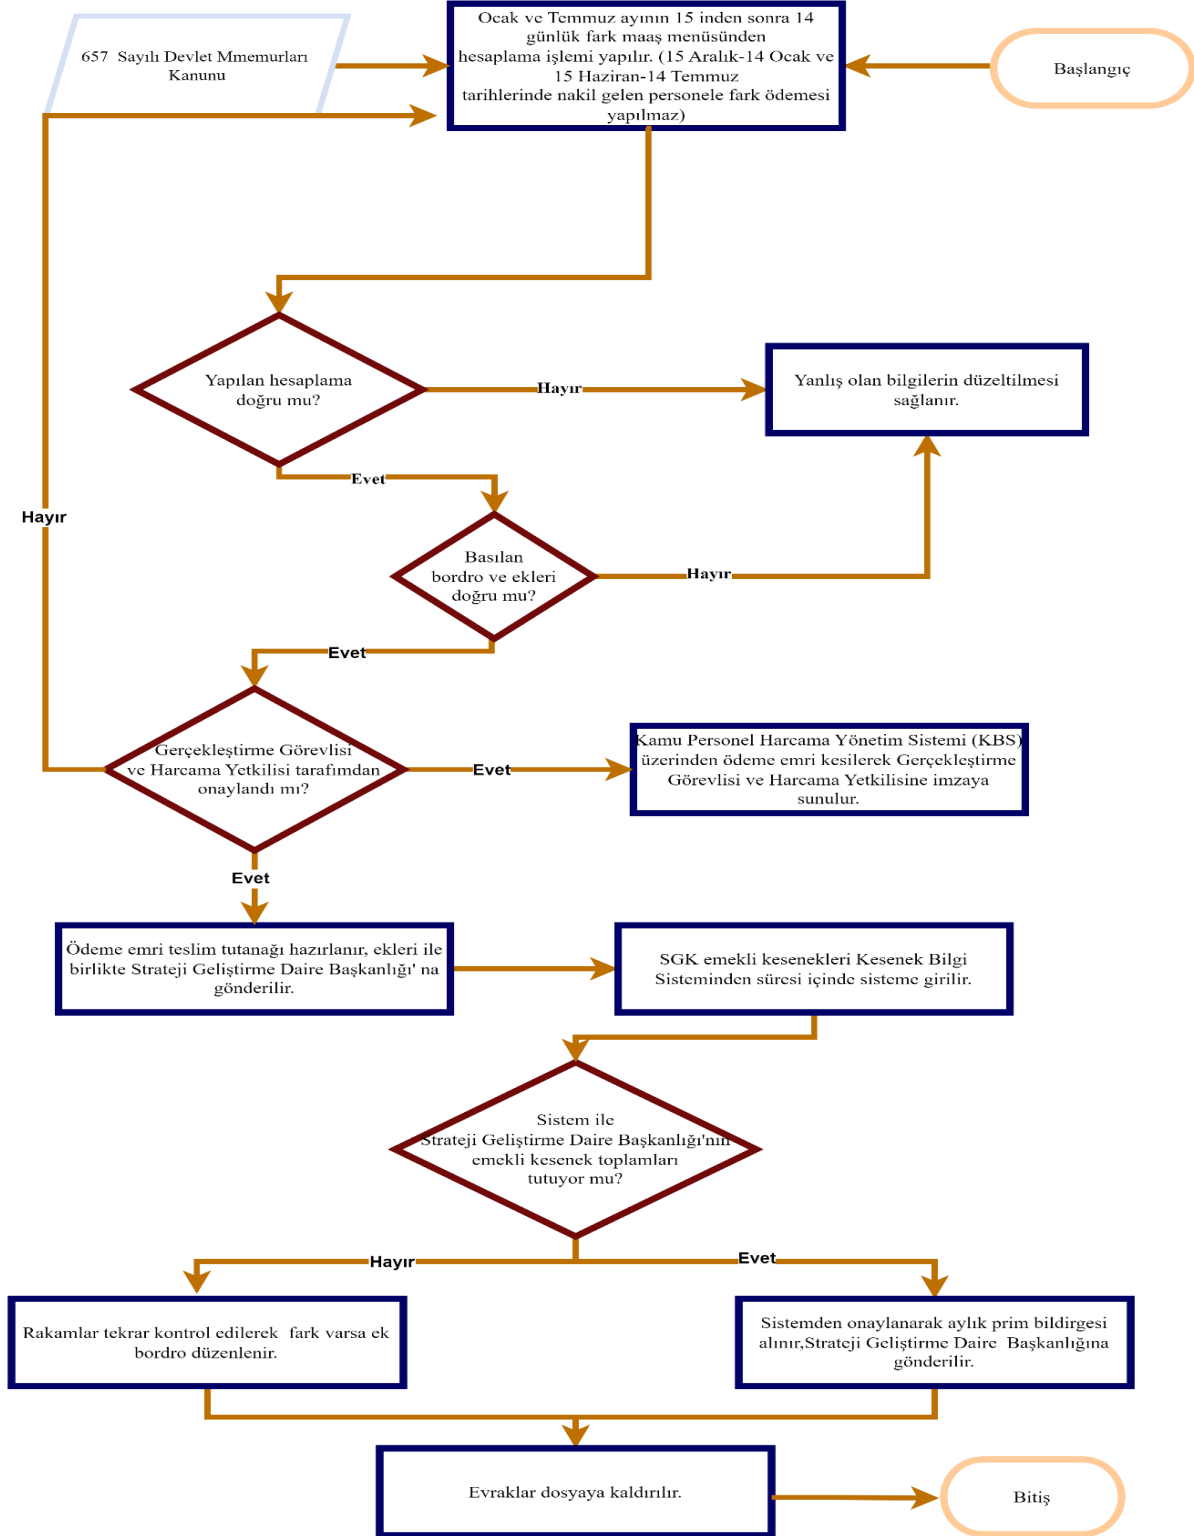 Ocak ve Temmuz ayının 15 inden sonra 14
günlük fark maaş menüsünden
hesaplama işlemi yapılır. (15 Aralık-14 Ocak ve
15 Haziran-14 Temmuz
tarihlerinde nakil gelen personele fark ödemesi
yapılmaz)
657  Sayılı Devlet Mmemurları
Kanunu
Başlangıç
Yapılan hesaplama
doğru mu?
Hayır
Yanlış olan bilgilerin düzeltilmesi
sağlanır.
Evet
Hayır
Basılan
bordro ve ekleri
doğru mu?
Hayır
Evet
Gerçekleştirme Görevlisi
ve Harcama Yetkilisi tarafımdan
onaylandı mı?
Evet
Kamu Personel Harcama Yönetim Sistemi (KBS)
üzerinden ödeme emri kesilerek Gerçekleştirme
Görevlisi ve Harcama Yetkilisine imzaya
sunulur.
Evet
Ödeme emri teslim tutanağı hazırlanır, ekleri ile
birlikte Strateji Geliştirme Daire Başkanlığı' na
gönderilir.
SGK emekli kesenekleri Kesenek Bilgi
Sisteminden süresi içinde sisteme girilir.
Sistem ile
Strateji Geliştirme Daire Başkanlığı'nın
emekli kesenek toplamları
tutuyor mu?
Hayır
Evet
Rakamlar tekrar kontrol edilerek  fark varsa ek
bordro düzenlenir.
Sistemden onaylanarak aylık prim bildirgesi
alınır,Strateji Geliştirme Daire  Başkanlığına
gönderilir.
Evraklar dosyaya kaldırılır.
Bitiş